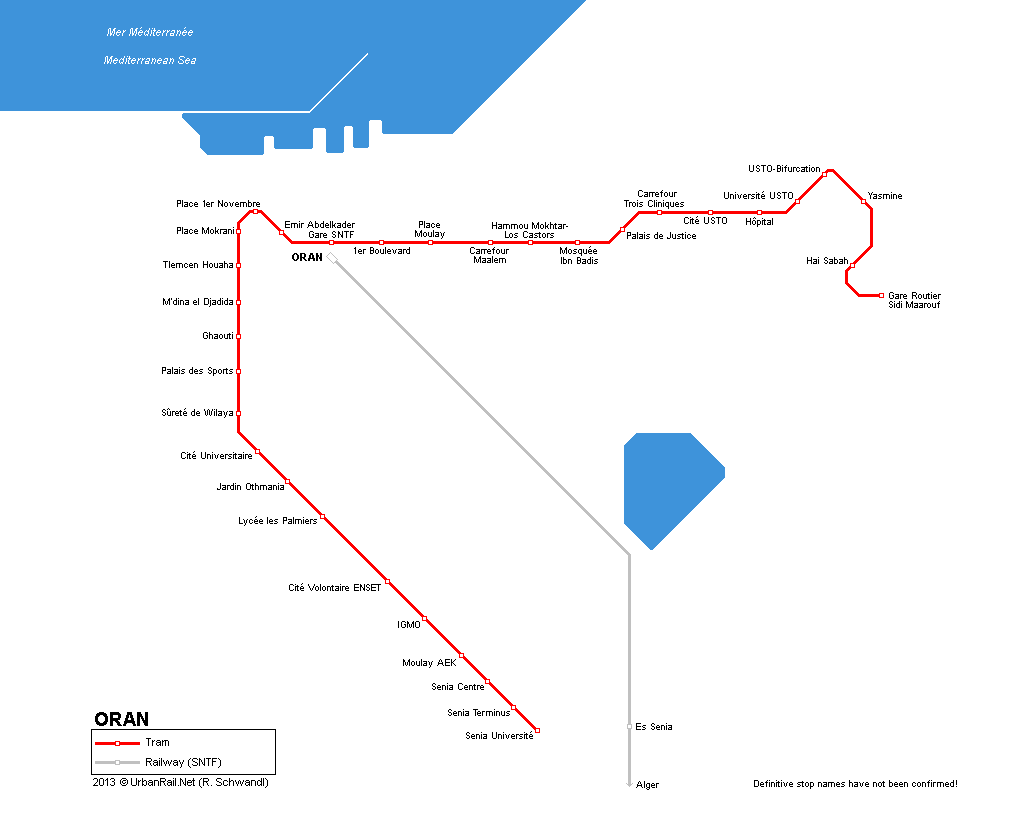 Mer Méditerranée
Mediterranean Sea
USTO-Bifurcation
Carrefour
Trois Cliniques
Université USTO
Yasmine
Place 1er Novembre
Cité USTO
Hôpital
Emir Abdelkader
Gare SNTF
Place
Moulay
Hammou Mokhtar-
Los Castors
Place Mokrani
Palais de Justice
1er Boulevard
Carrefour
Maalem
Mosquée
Ibn Badis
ORAN
Hai Sabah
Tlemcen Houaha
Gare Routier
Sidi Maarouf
M'dina el Djadida
Ghaouti
Palais des Sports
Sûreté de Wilaya
Cité Universitaire
Jardin Othmania
Lycée les Palmiers
Cité Volontaire ENSET
IGMO
Moulay AEK
Senia Centre
Senia Terminus
Senia Université
Es Senia
Alger
ORAN
Tram
Railway (SNTF)
2013 © UrbanRail.Net (R. Schwandl)
Definitive stop names have not been confirmed!